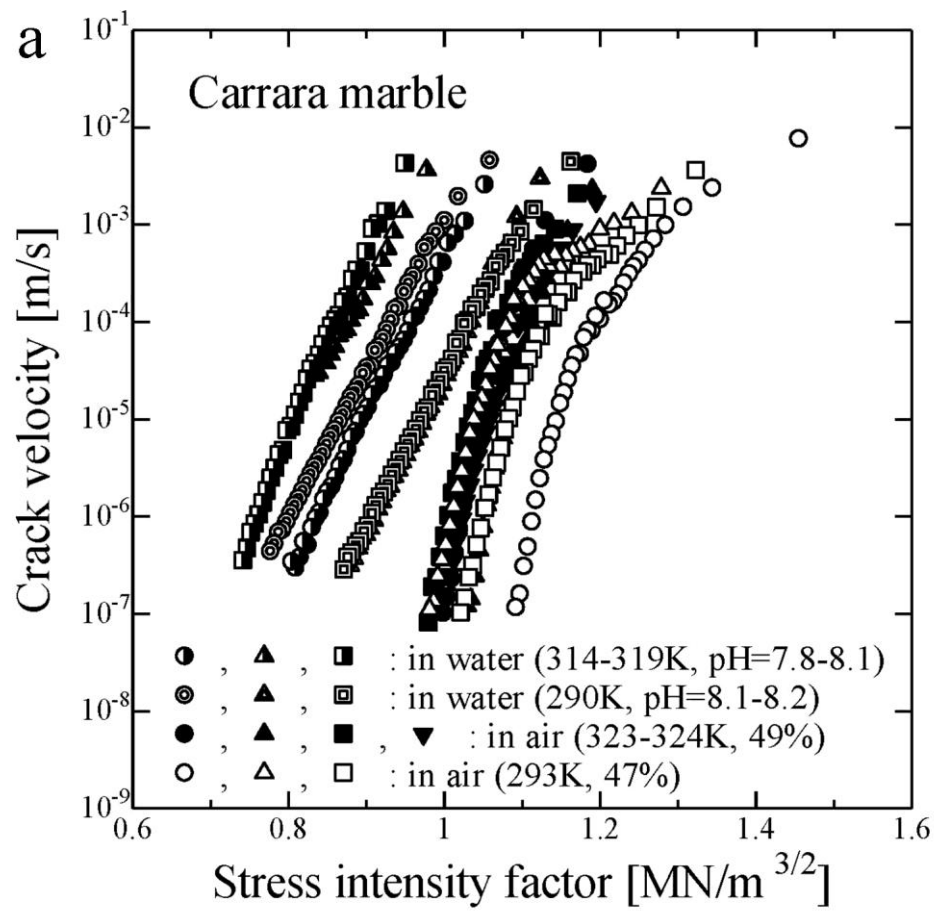 a
Carrara marble
Crack velocity [m/s]
10⁻¹
10⁻²
10⁻³
10⁻⁴
10⁻⁵
10⁻⁶
10⁻⁷
10⁻⁸
10⁻⁹
, , : in water (314-319K, pH=7.8-8.1)
, , : in water (290K, pH=8.1-8.2)
, , , : in air (323-324K, 49%)
, , : in air (293K, 47%)
0.6 0.8 1 1.2 1.4 1.6
Stress intensity factor [MN/m ³ᐟ²]